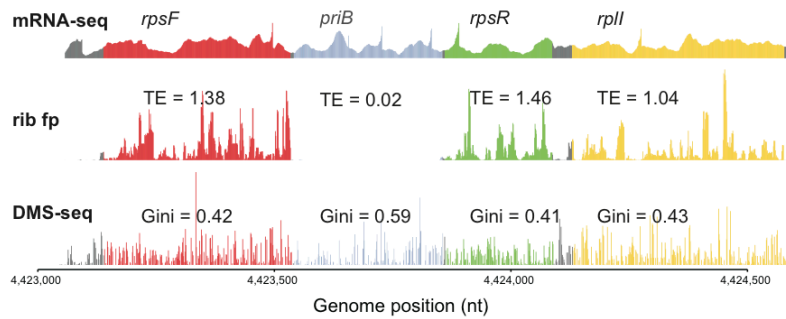 mRNA-seq rpsF priB rpsR rplI
rib fp TE = 1.38 TE = 0.02 TE = 1.46 TE = 1.04
DMS-seq Gini = 0.42 Gini = 0.59 Gini = 0.41 Gini = 0.43
4,423,000 4,423,500 4,424,000 4,424,500
Genome position (nt)